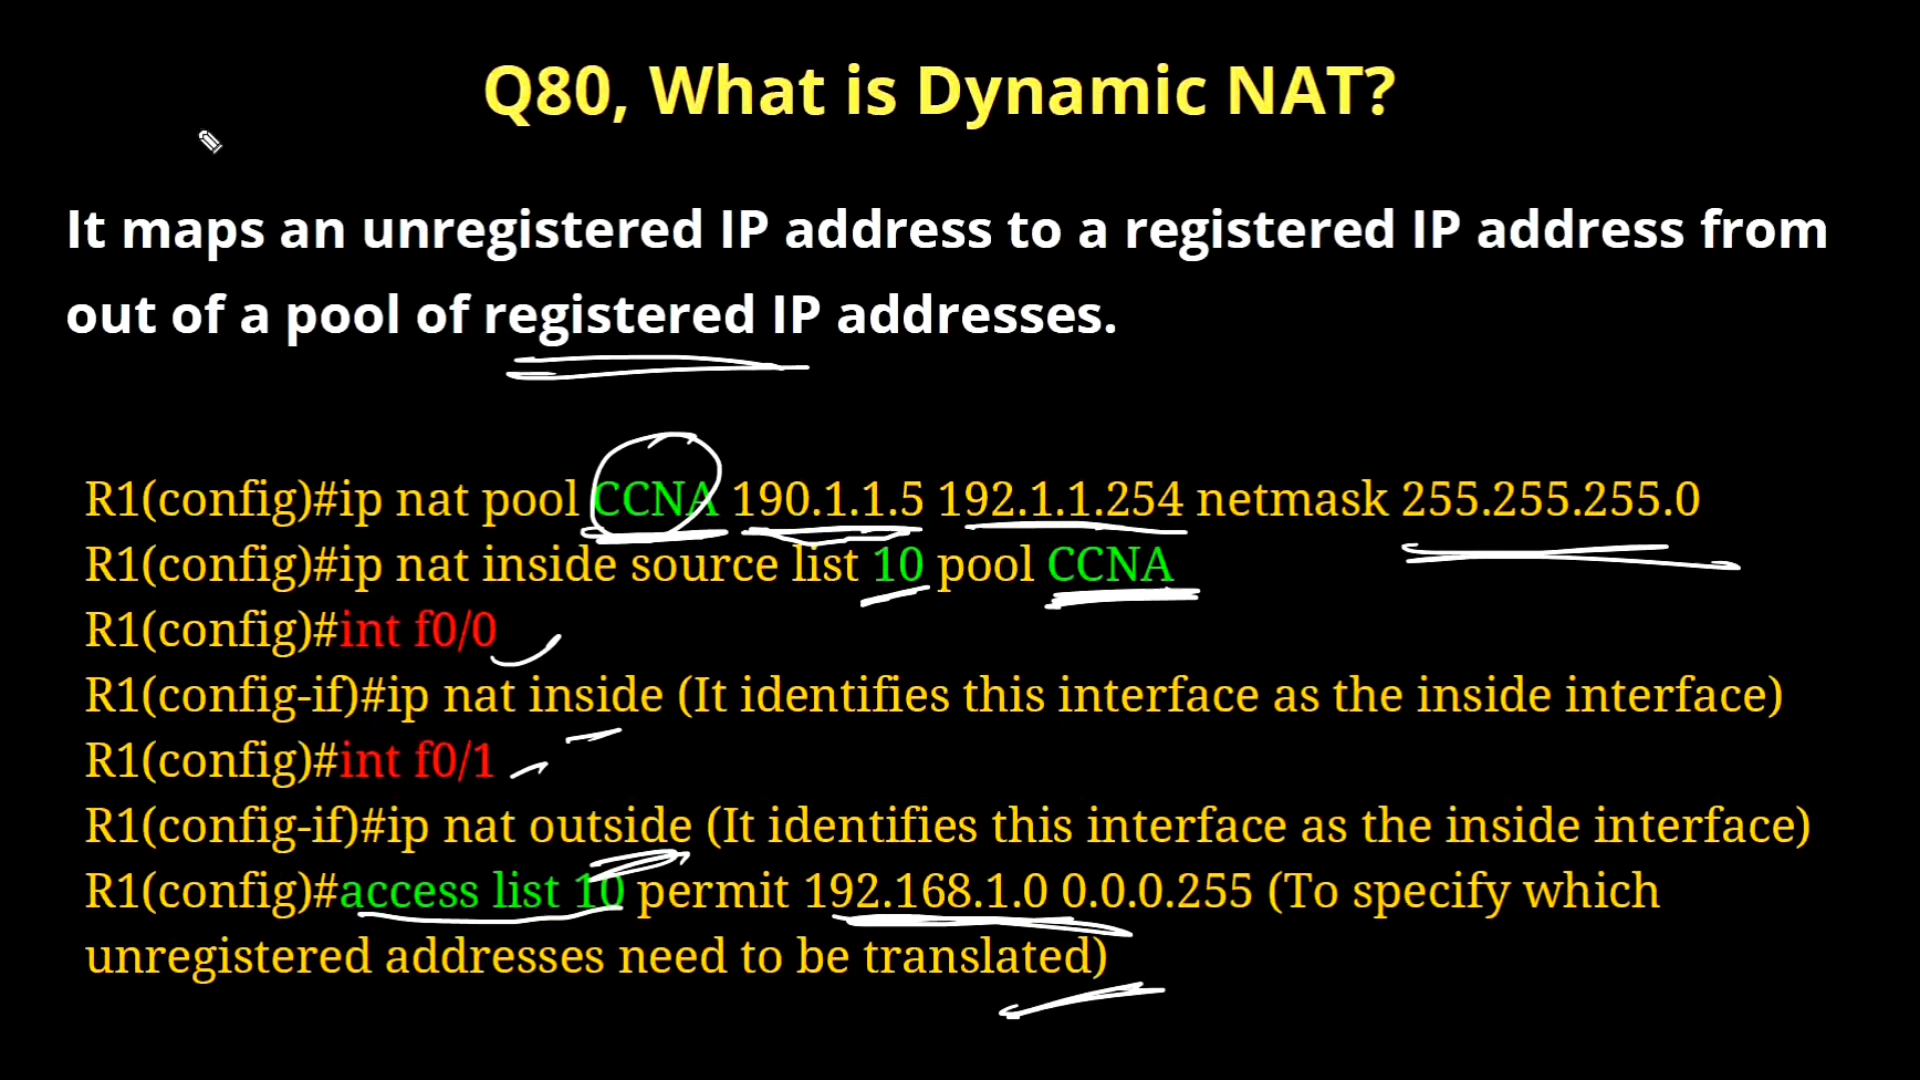 Q80, What is Dynamic NAT?
It maps an unregistered IP address to a registered IP address from
out of a pool of registered IP addresses.
R1(config)#ip nat pool CCNA 190.1.1.5 192.1.1.254 netmask 255.255.255.0
R1(config)#ip nat inside source list 10 pool CCNA
R1(config)#int f0/0
R1(config-if)#ip nat inside (It identifies this interface as the inside interface)
R1(config)#int f0/1
R1(config-if)#ip nat outside (It identifies this interface as the inside interface)
R1(config)#access list 10 permit 192.168.1.0 0.0.0.255 (To specify which
unregistered addresses need to be translated)